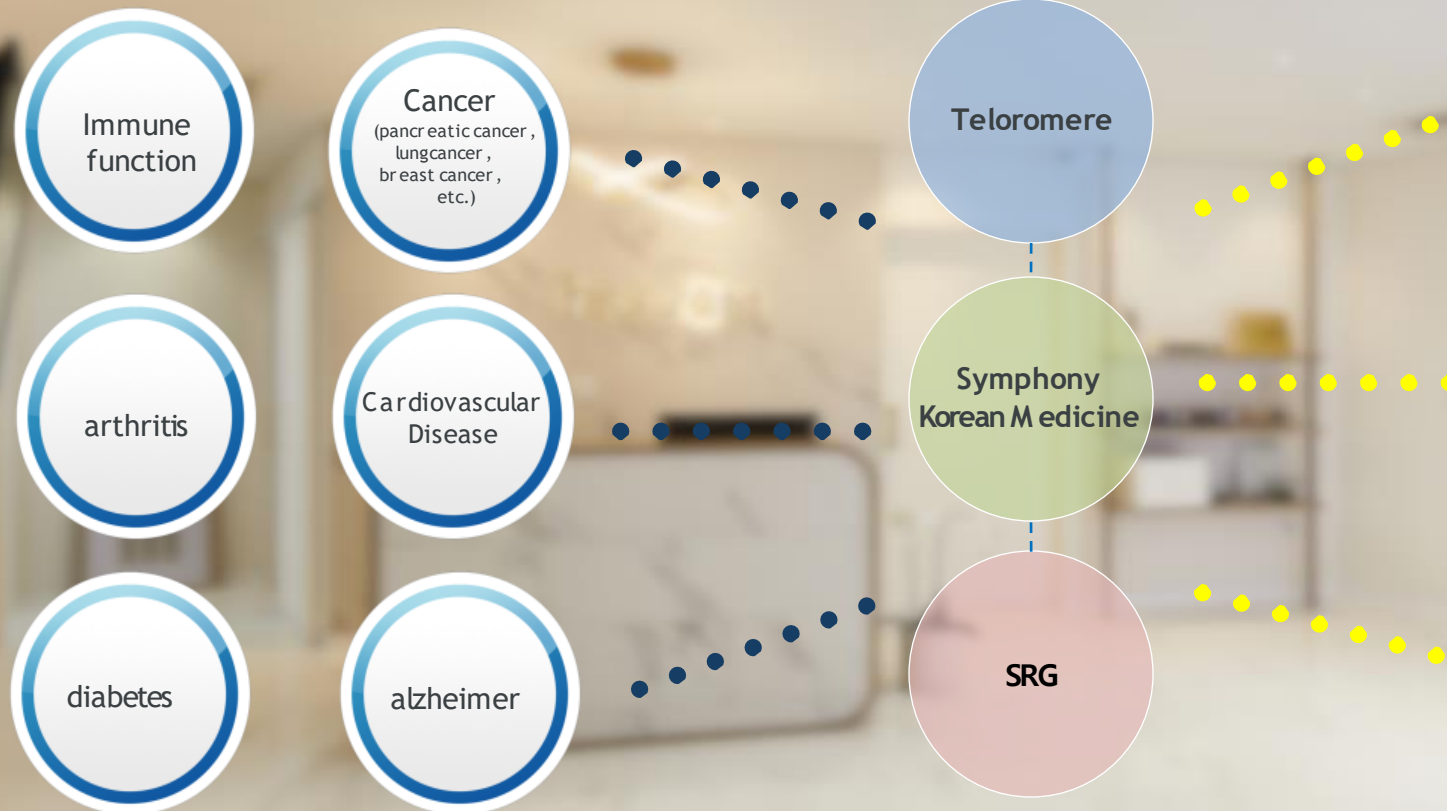 Immune
function
Cancer
(pancreatic cancer,
lungcancer,
breast cancer,
etc.)
Teloromere
arthritis
Cardiovascular
Disease
Symphony
Korean Medicine
diabetes
alzheimer
SRG